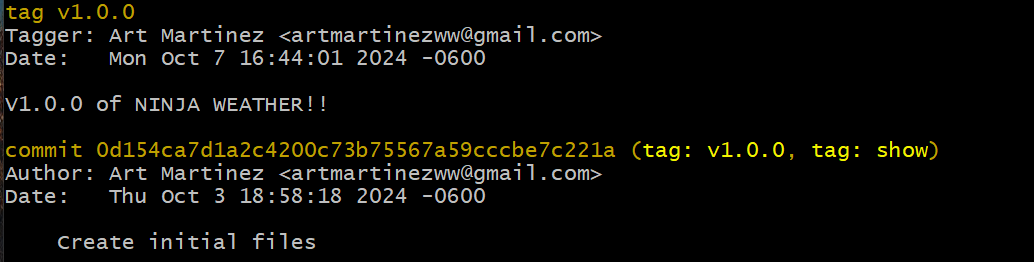 tag v1.0.0
Tagger: Art Martinez <artmartinezww@gmail.com>
Date:   Mon Oct 7 16:44:01 2024 -0600
V1.0.0 of NINJA WEATHER!!
commit 0d154ca7d1a2c4200c73b75567a59cccbe7c221a (tag: v1.0.0, tag: show)
Author: Art Martinez <artmartinezww@gmail.com>
Date:   Thu Oct 3 18:58:18 2024 -0600
Create initial files